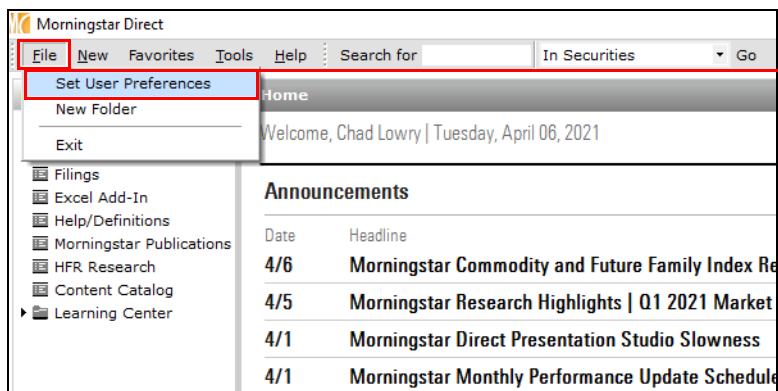 Morningstar Direct
File New Favorites Tools Help Search for In Securities Go
Set User Preferences
New Folder
Exit
Filings
Excel Add-In
Help/Definitions
Morningstar Publications
HFR Research
Content Catalog
Learning Center
Home
Welcome, Chad Lowry | Tuesday, April 06, 2021
Announcements
Date Headline
4/6 Morningstar Commodity and Future Family Index Re
4/5 Morningstar Research Highlights | Q1 2021 Market
4/1 Morningstar Direct Presentation Studio Slowness
4/1 Morningstar Monthly Performance Update Schedule